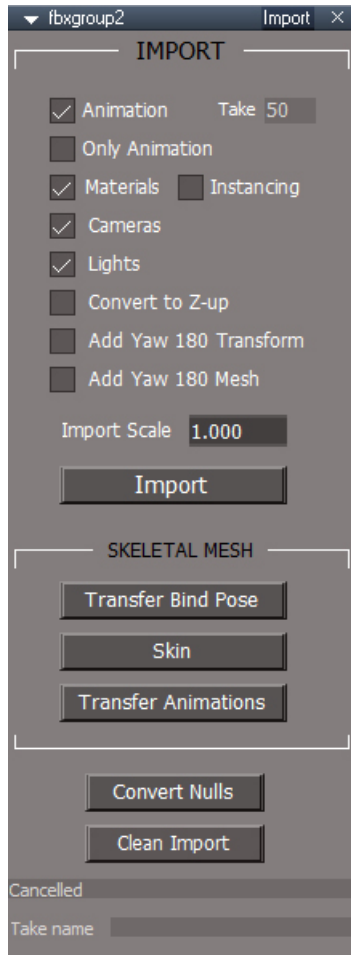 fbxgroup2 Import
IMPORT
Animation Take 50
Only Animation
Materials Instancing
Cameras
Lights
Convert to Z-up
Add Yaw 180 Transform
Add Yaw 180 Mesh
Import Scale 1.000
Import
SKELETAL MESH
Transfer Bind Pose
Skin
Transfer Animations
Convert Nulls
Clean Import
Cancelled
Take name